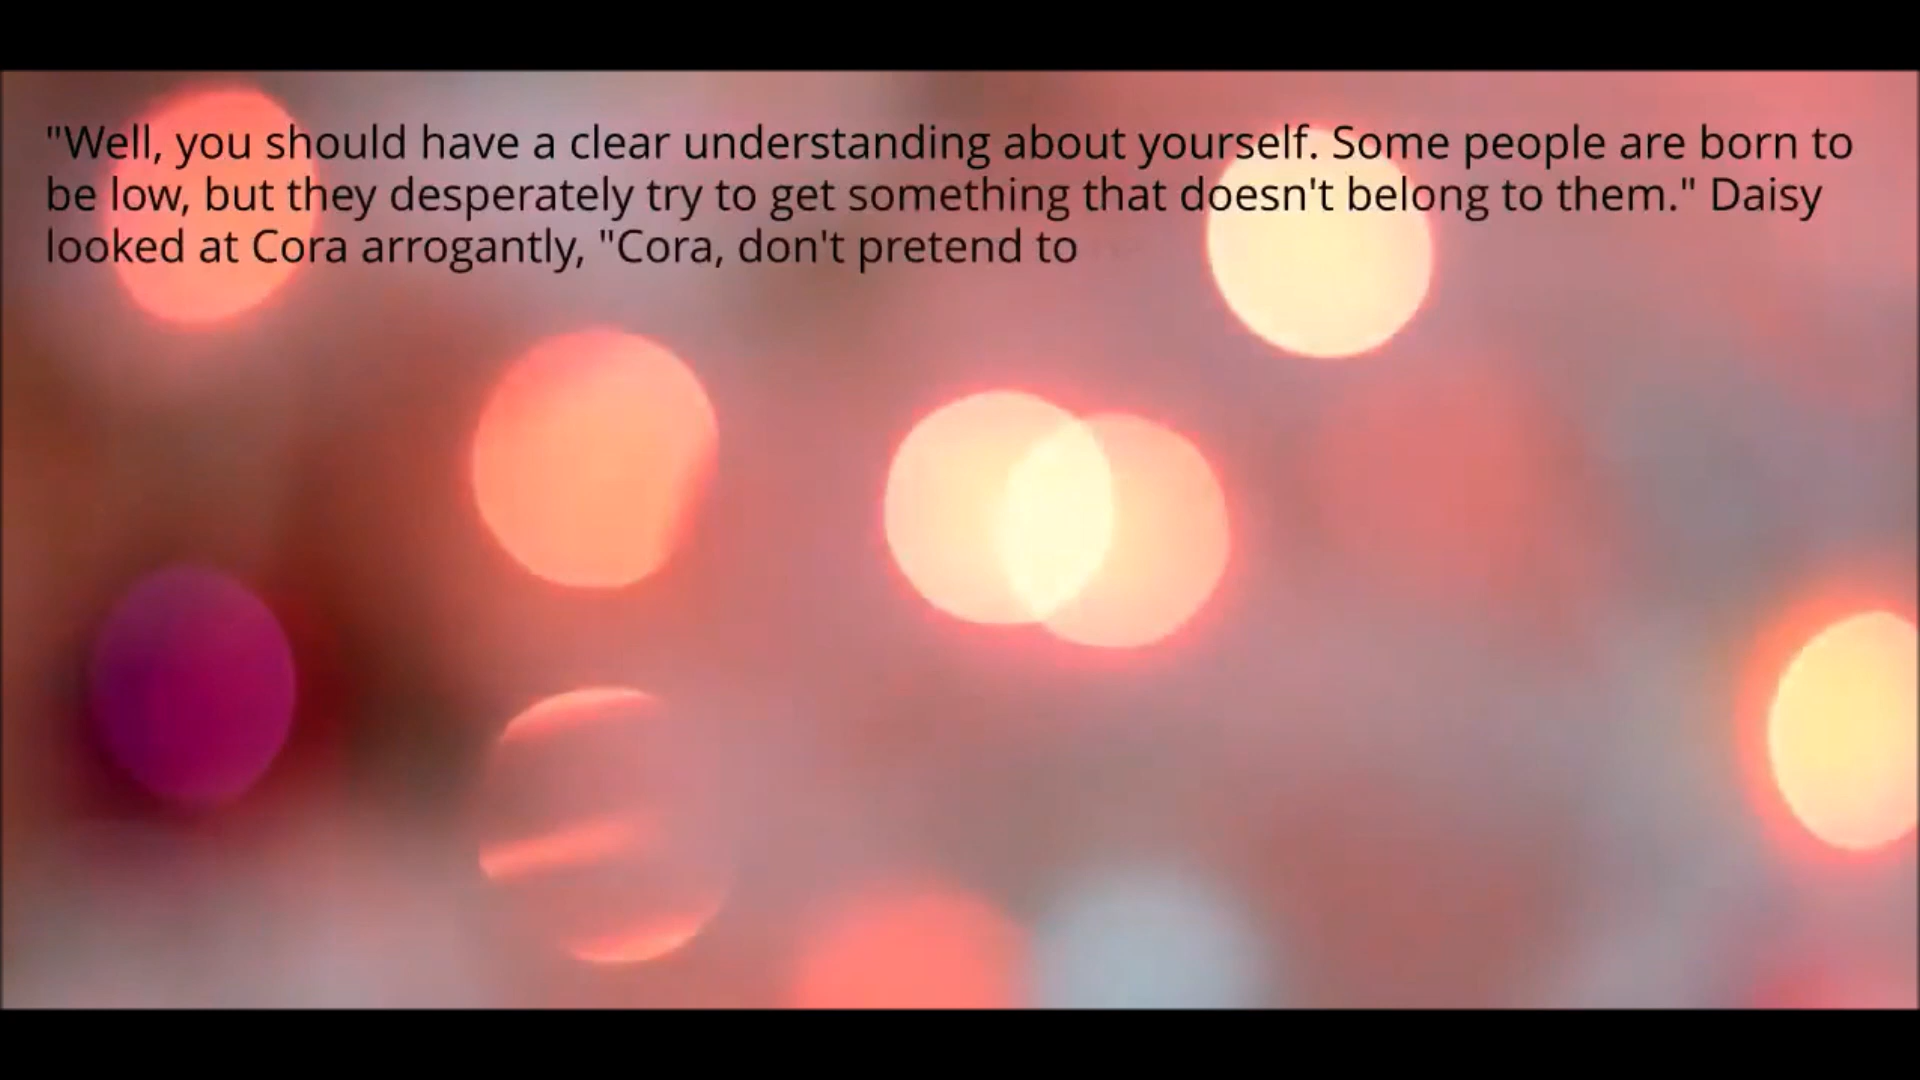 "Well, you should have a clear understanding about yourself. Some people are born to
be low, but they desperately try to get something that doesn't belong to them." Daisy
looked at Cora arrogantly, "Cora, don't pretend to